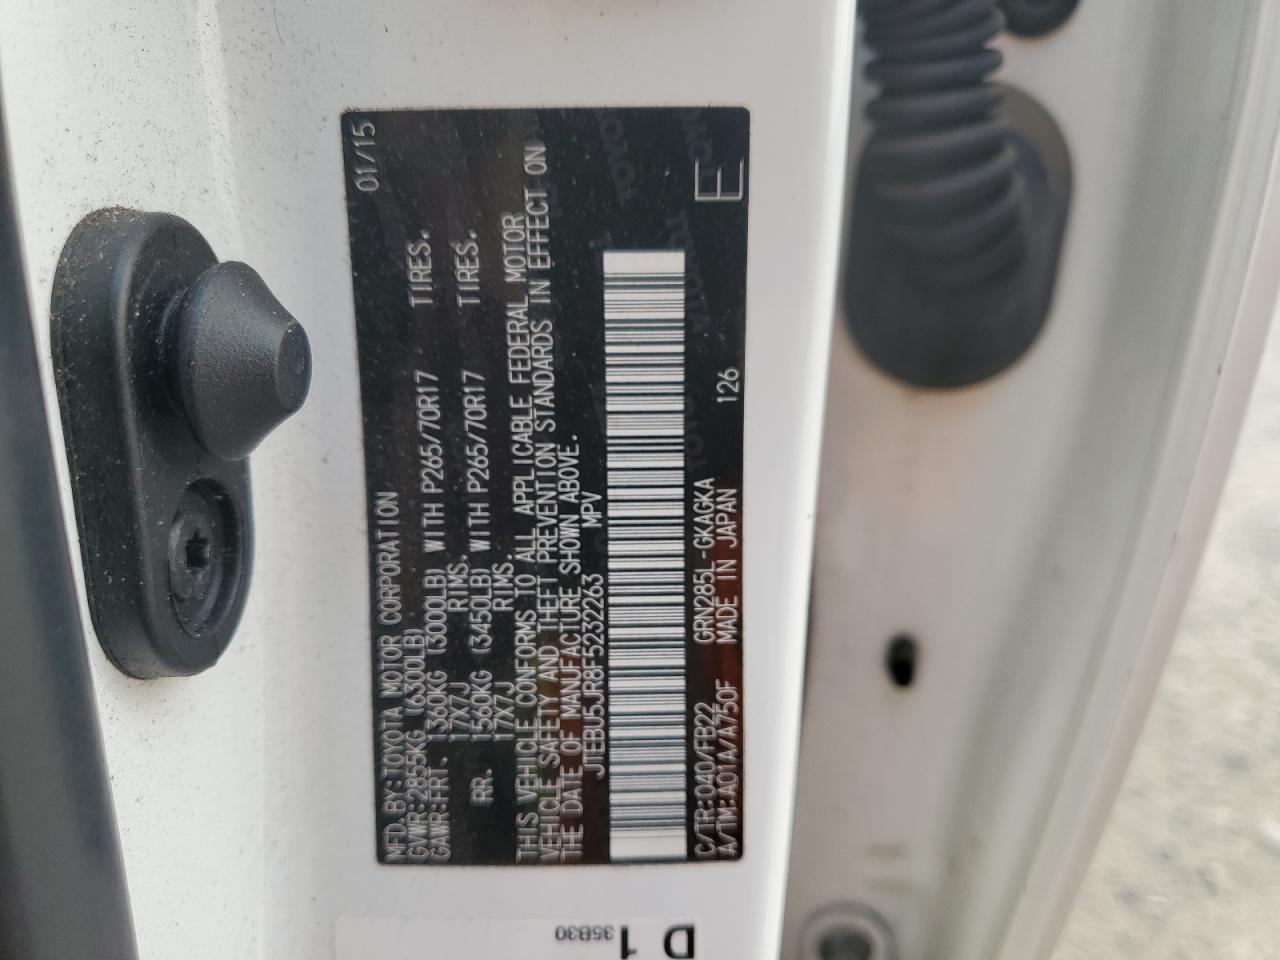 MFD.BY:TOYOTA MOTOR CORPORATION 01/15
GVWR:2855KG (6300LB)
GAWR:FRT. 1360KG (3000LB) WITH P265/70R17 TIRES.
17X7J RIMS.
RR. 1560KG (3450LB) WITH P265/70R17 TIRES.
17X7J RIMS.
THIS VEHICLE CONFORMS TO ALL APPLICABLE FEDERAL MOTOR
VEHICLE SAFETY AND THEFT PREVENTION STANDARDS IN EFFECT ON
THE DATE OF MANUFACTURE SHOWN ABOVE.
JTEBU5JR8F5232263 MPV
C/TR:040/FB22 GRN285L-GKAGKA
A/TM:A01A/A750F MADE IN JAPAN 126 E
D 1
35B30